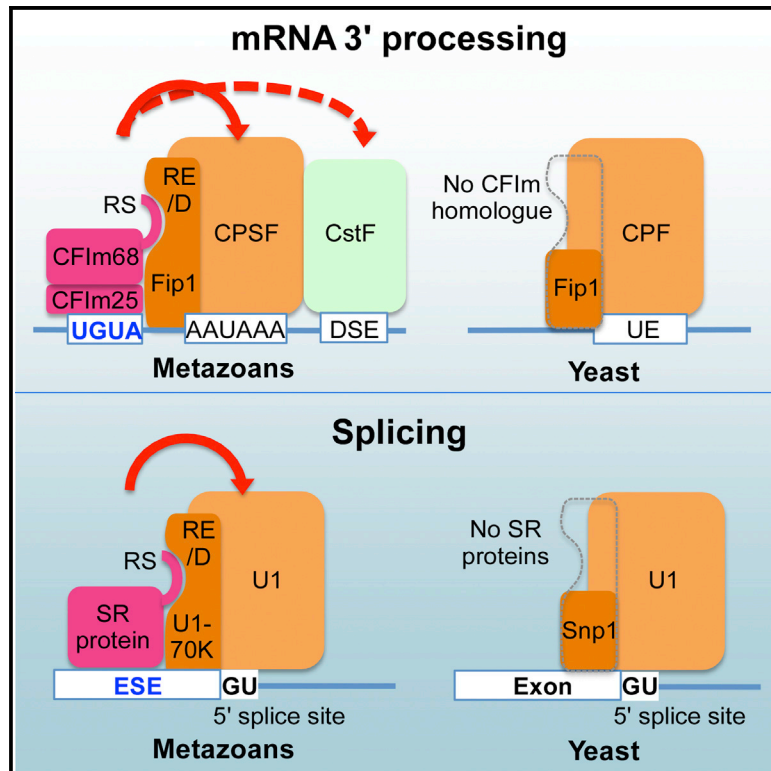 mRNA 3' processing
RS
RE
/D
CFIm68
CFIm25
Fip1
CPSF
CstF
UGUA
AAUAAA
DSE
Metazoans
No CFIm
homologue
Fip1
CPF
UE
Yeast
Splicing
RS
RE
/D
SR
protein
U1-
70K
U1
ESE
GU
5' splice site
Metazoans
No SR
proteins
Snp1
U1
Exon
GU
5' splice site
Yeast